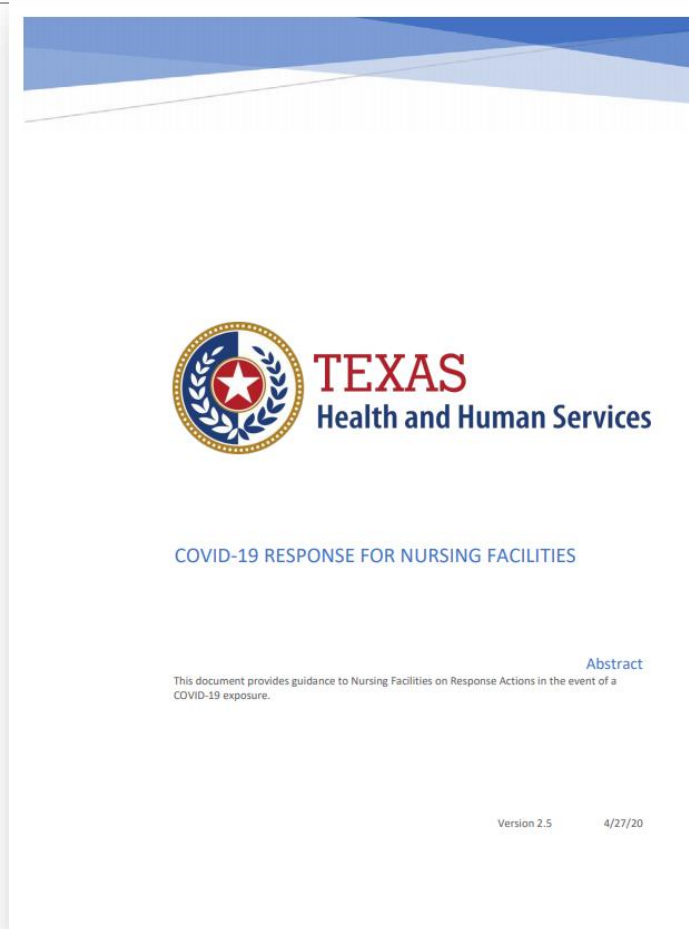 TEXAS
Health and Human Services
COVID-19 RESPONSE FOR NURSING FACILITIES
Abstract
This document provides guidance to Nursing Facilities on Response Actions in the event of a
COVID-19 exposure.
Version 2.5 4/27/20